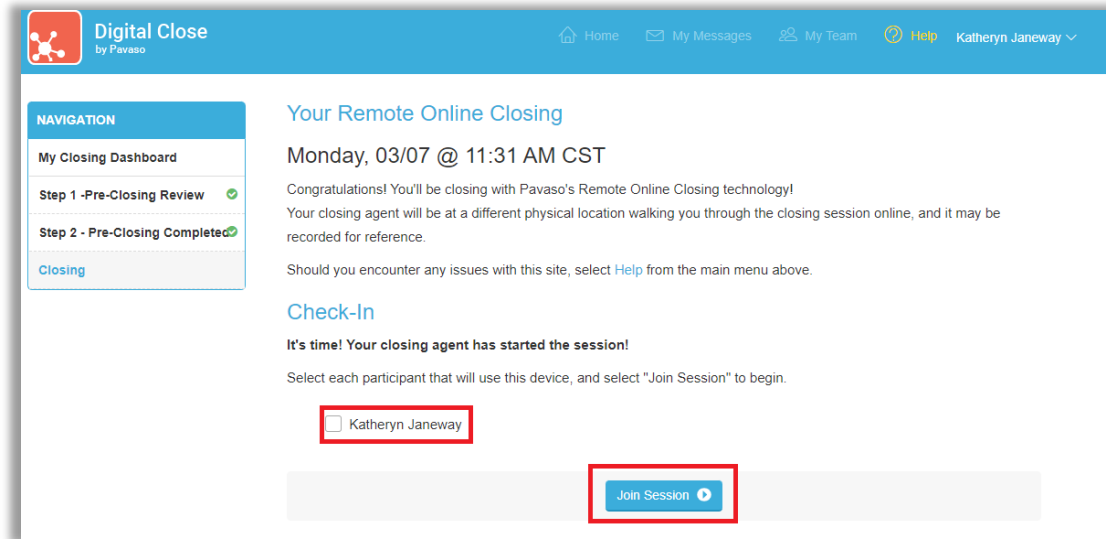 Digital Close
by Pavaso
Home
My Messages
My Team
Help
Katheryn Janeway
NAVIGATION
My Closing Dashboard
Step 1 -Pre-Closing Review
Step 2 - Pre-Closing Completed
Closing
Your Remote Online Closing
Monday, 03/07 @ 11:31 AM CST
Congratulations! You'll be closing with Pavaso's Remote Online Closing technology!
Your closing agent will be at a different physical location walking you through the closing session online, and it may be
recorded for reference.
Should you encounter any issues with this site, select Help from the main menu above.
Check-In
It's time! Your closing agent has started the session!
Select each participant that will use this device, and select "Join Session" to begin.
Katheryn Janeway
Join Session